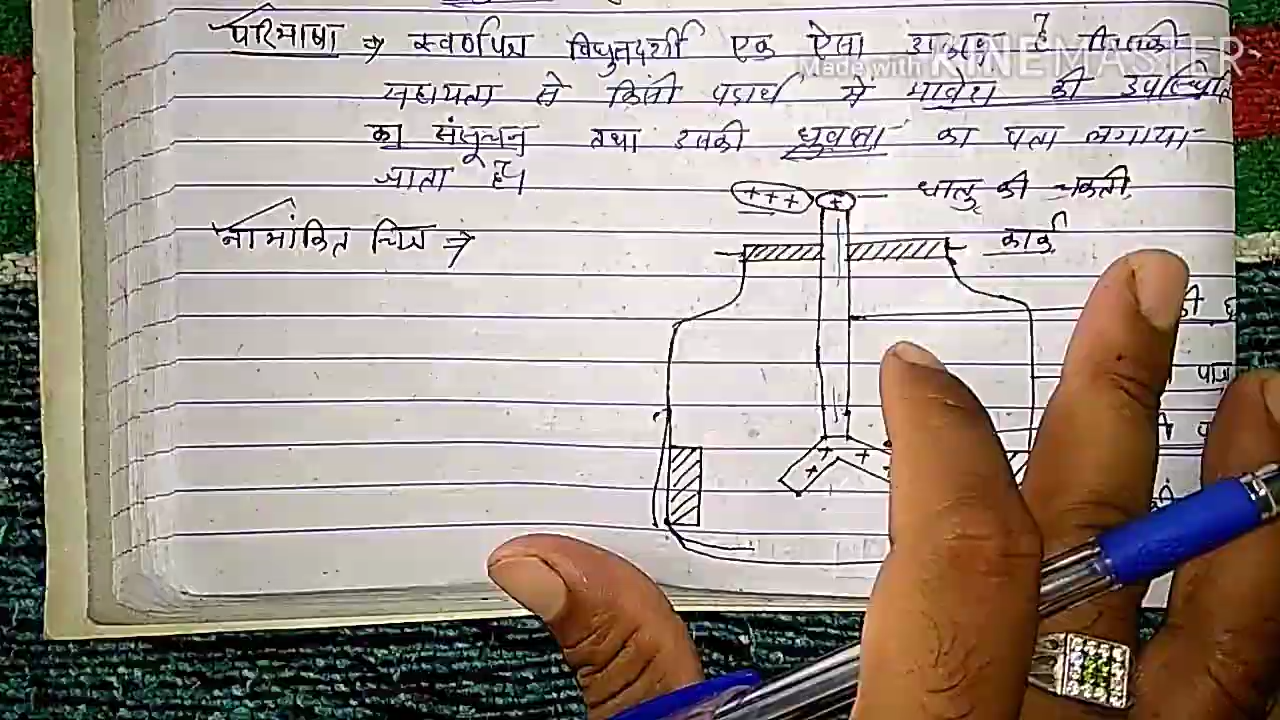 परिभाषा ⇒ स्वर्णपत्र विधुतदर्शी एक ऐसा उपकरण है जिसकी
Made with KINEMASTER
सहायता से किसी पदार्थ मे आवेश की उपस्थिति
का संसूचन तथा उसकी ध्रुवता का पता लगाया
जाता है।
+++ + धातु की चकती
नामांकित चित्र ⇒
कार्क
की छ
पात्र
+ + + +